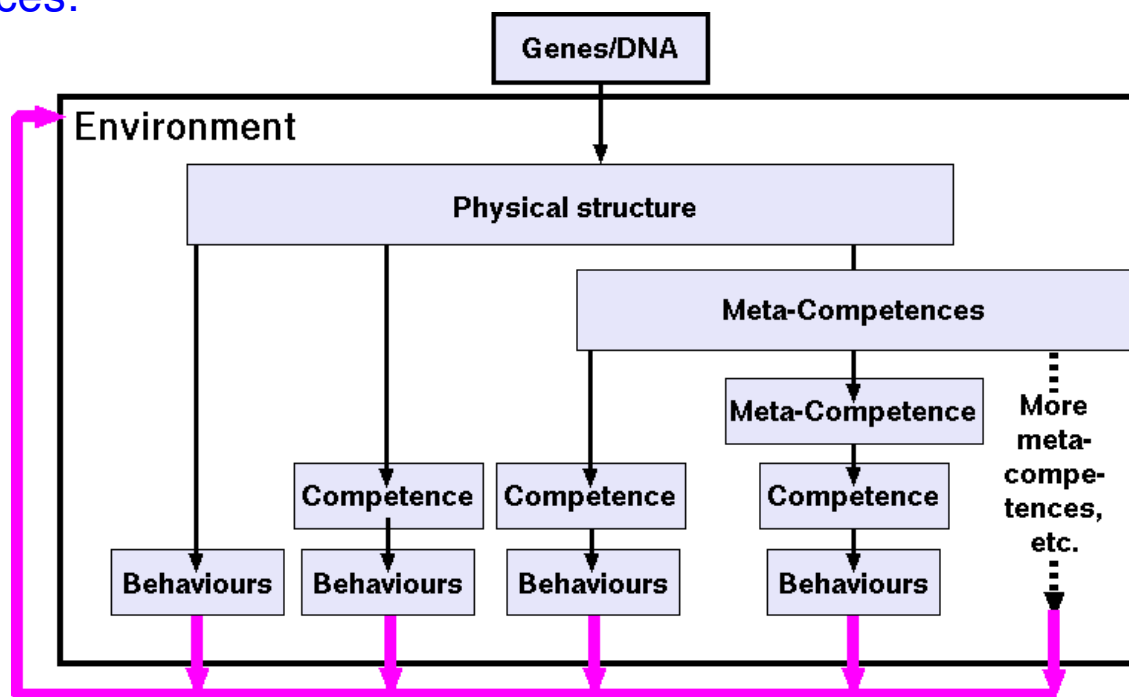 Genes/DNA
Environment
Physical structure
Meta-Competences
Meta-Competence
More
meta-
compe-
tences,
etc.
Competence
Competence
Competence
Behaviours
Behaviours
Behaviours
Behaviours